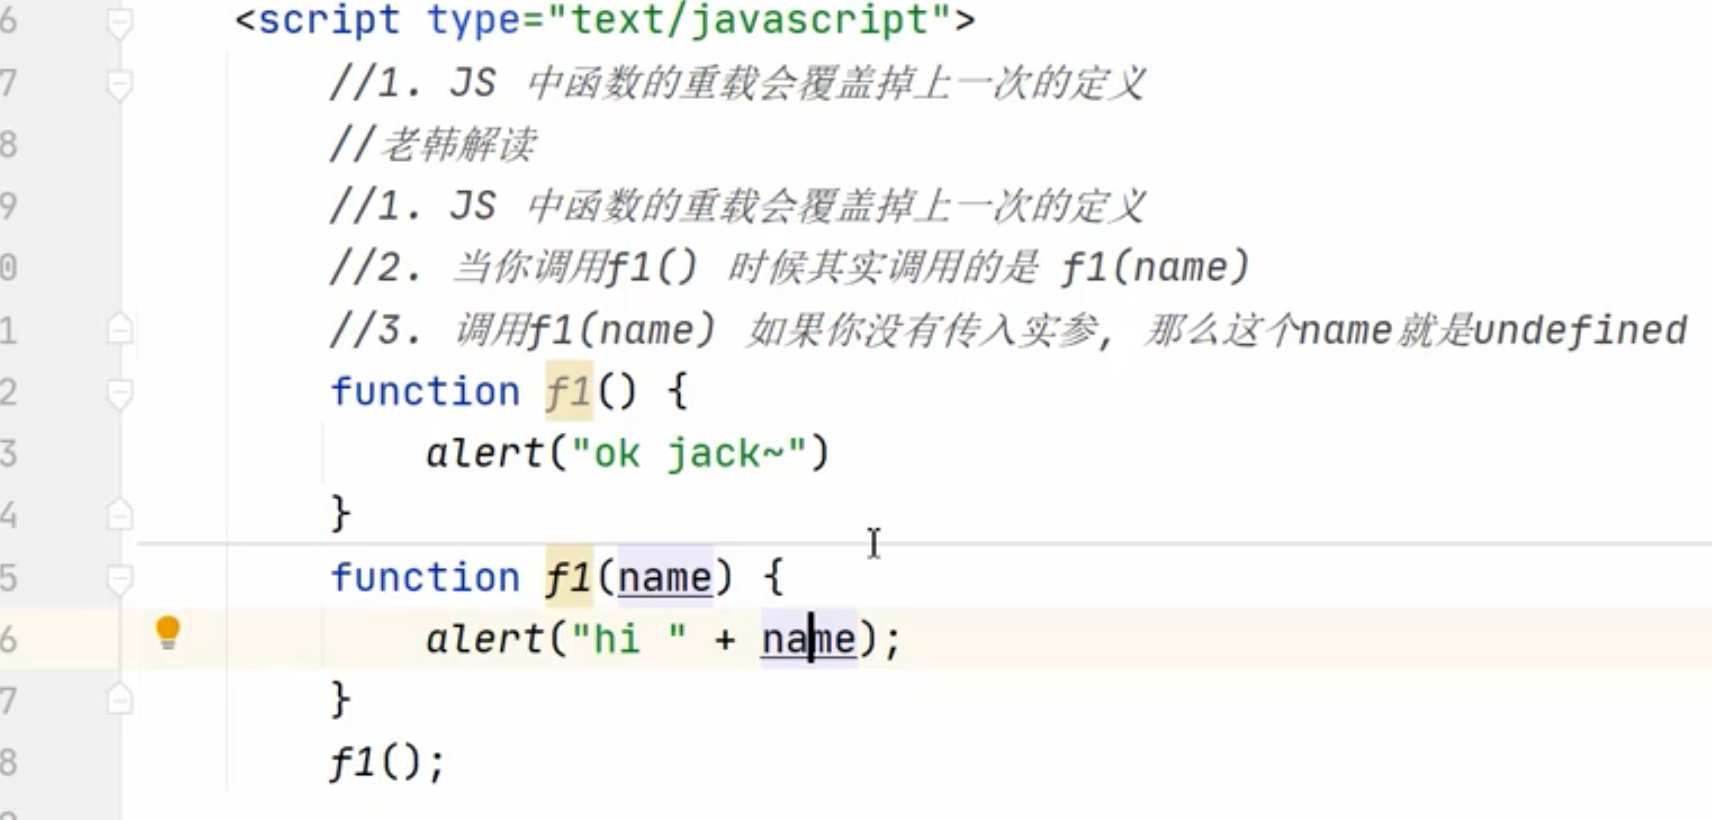 6 <script type="text/javascript">
7 //1. JS 中函数的重载会覆盖掉上一次的定义
8 //老韩解读
9 //1. JS 中函数的重载会覆盖掉上一次的定义
0 //2. 当你调用f1() 时候其实调用的是 f1(name)
1 //3. 调用f1(name) 如果你没有传入实参, 那么这个name就是undefined
2 function f1() {
3 alert("ok jack~")
4 }
5 function f1(name) {
6 alert("hi " + name);
7 }
8 f1();